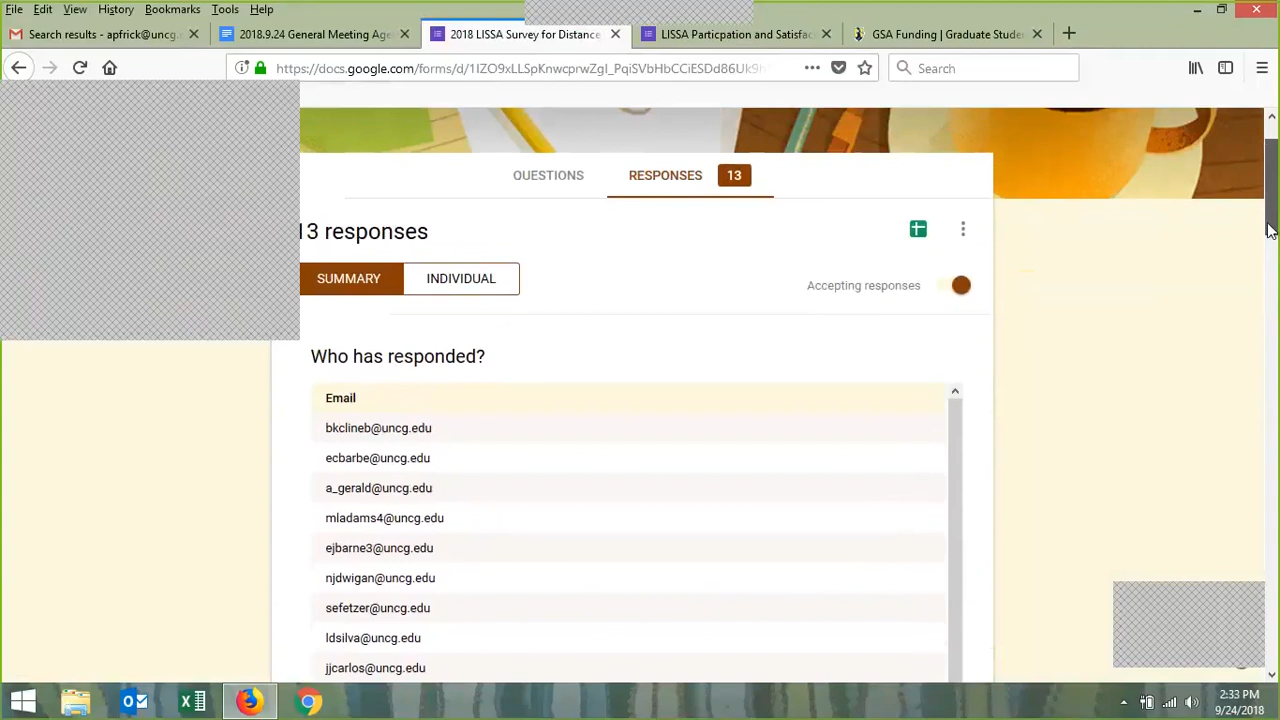 File Edit View History Bookmarks Tools Help
Search results - apfrick@uncg. 2018.9.24 General Meeting Age 2018 LISSA Survey for Distance LISSA Particpation and Satisfac GSA Funding | Graduate Stude
https://docs.google.com/forms/d/1IZO9xLLSpKnwcprwZgl_PqiSVbHbCCiESDd86Uk9h Search
QUESTIONS RESPONSES 13
13 responses
SUMMARY INDIVIDUAL Accepting responses
Who has responded?
Email
bkclineb@uncg.edu
ecbarbe@uncg.edu
a_gerald@uncg.edu
mladams4@uncg.edu
ejbarne3@uncg.edu
njdwigan@uncg.edu
sefetzer@uncg.edu
ldsilva@uncg.edu
jjcarlos@uncg.edu
2:33 PM
9/24/2018